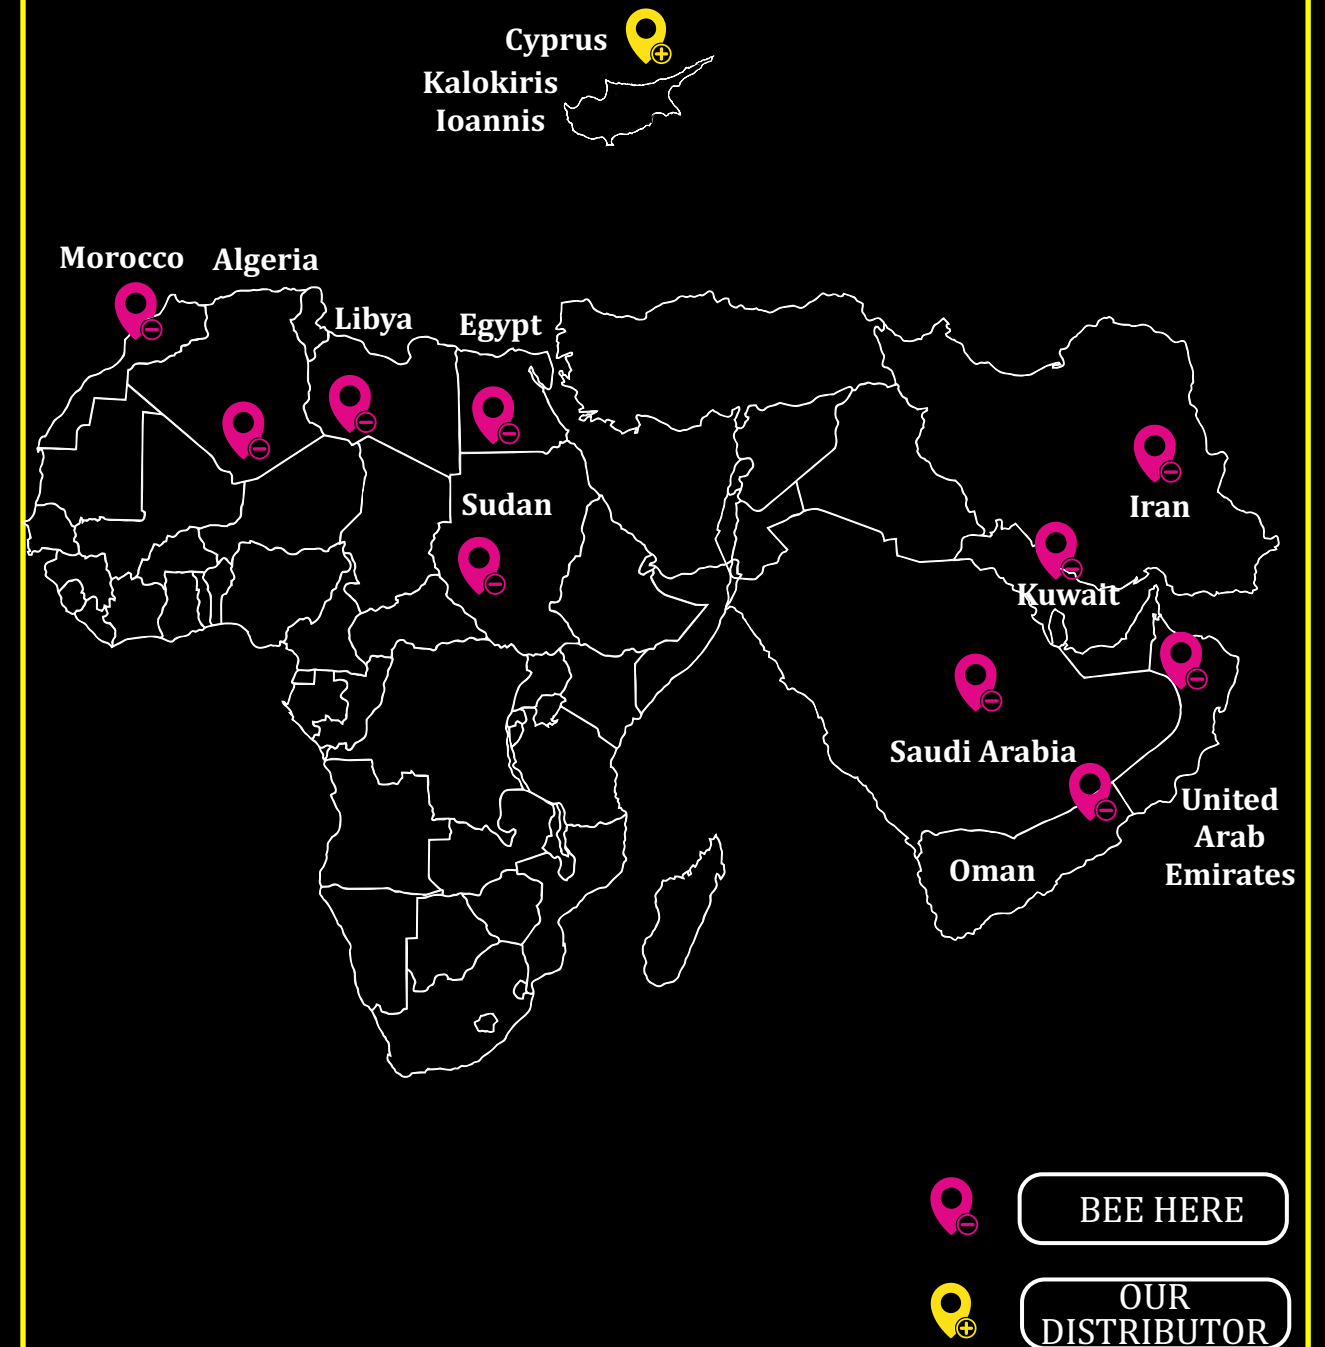 Cyprus
Kalokiris
Ioannis
Morocco
Algeria
Libya
Egypt
Sudan
Iran
Kuwait
Saudi Arabia
United
Arab
Emirates
Oman
BEE HERE
OUR
DISTRIBUTOR